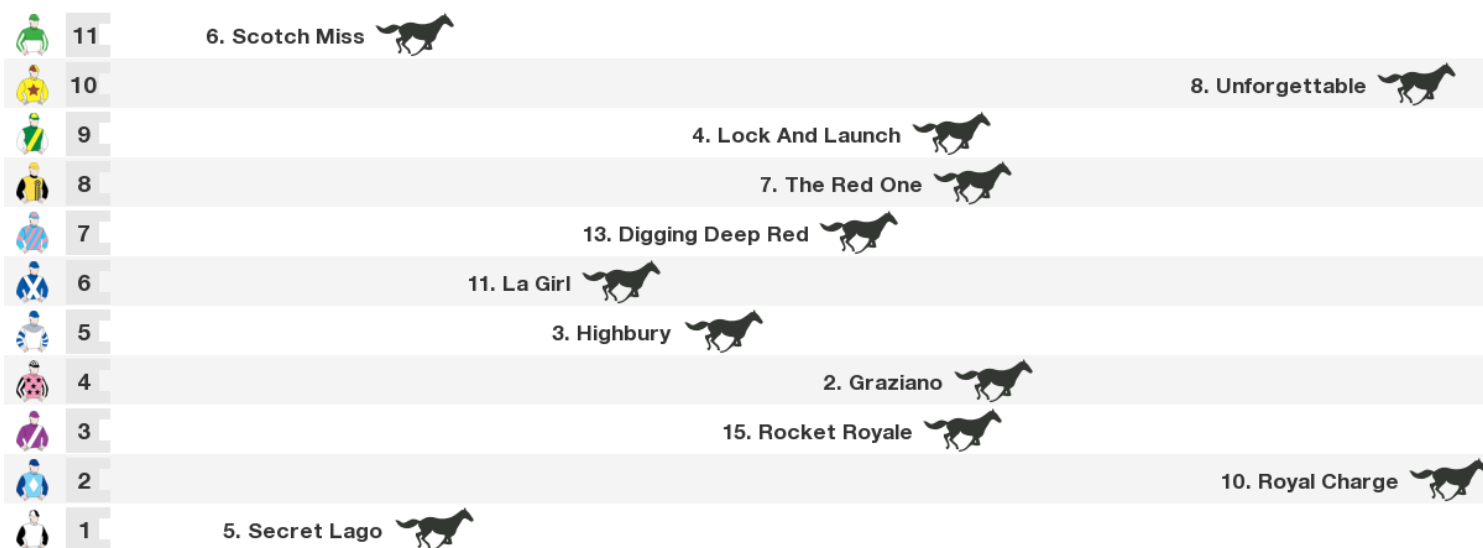 11 6. Scotch Miss
10 8. Unforgettable
9 4. Lock And Launch
8 7. The Red One
7 13. Digging Deep Red
6 11. La Girl
5 3. Highbury
4 2. Graziano
3 15. Rocket Royale
2 10. Royal Charge
1 5. Secret Lago